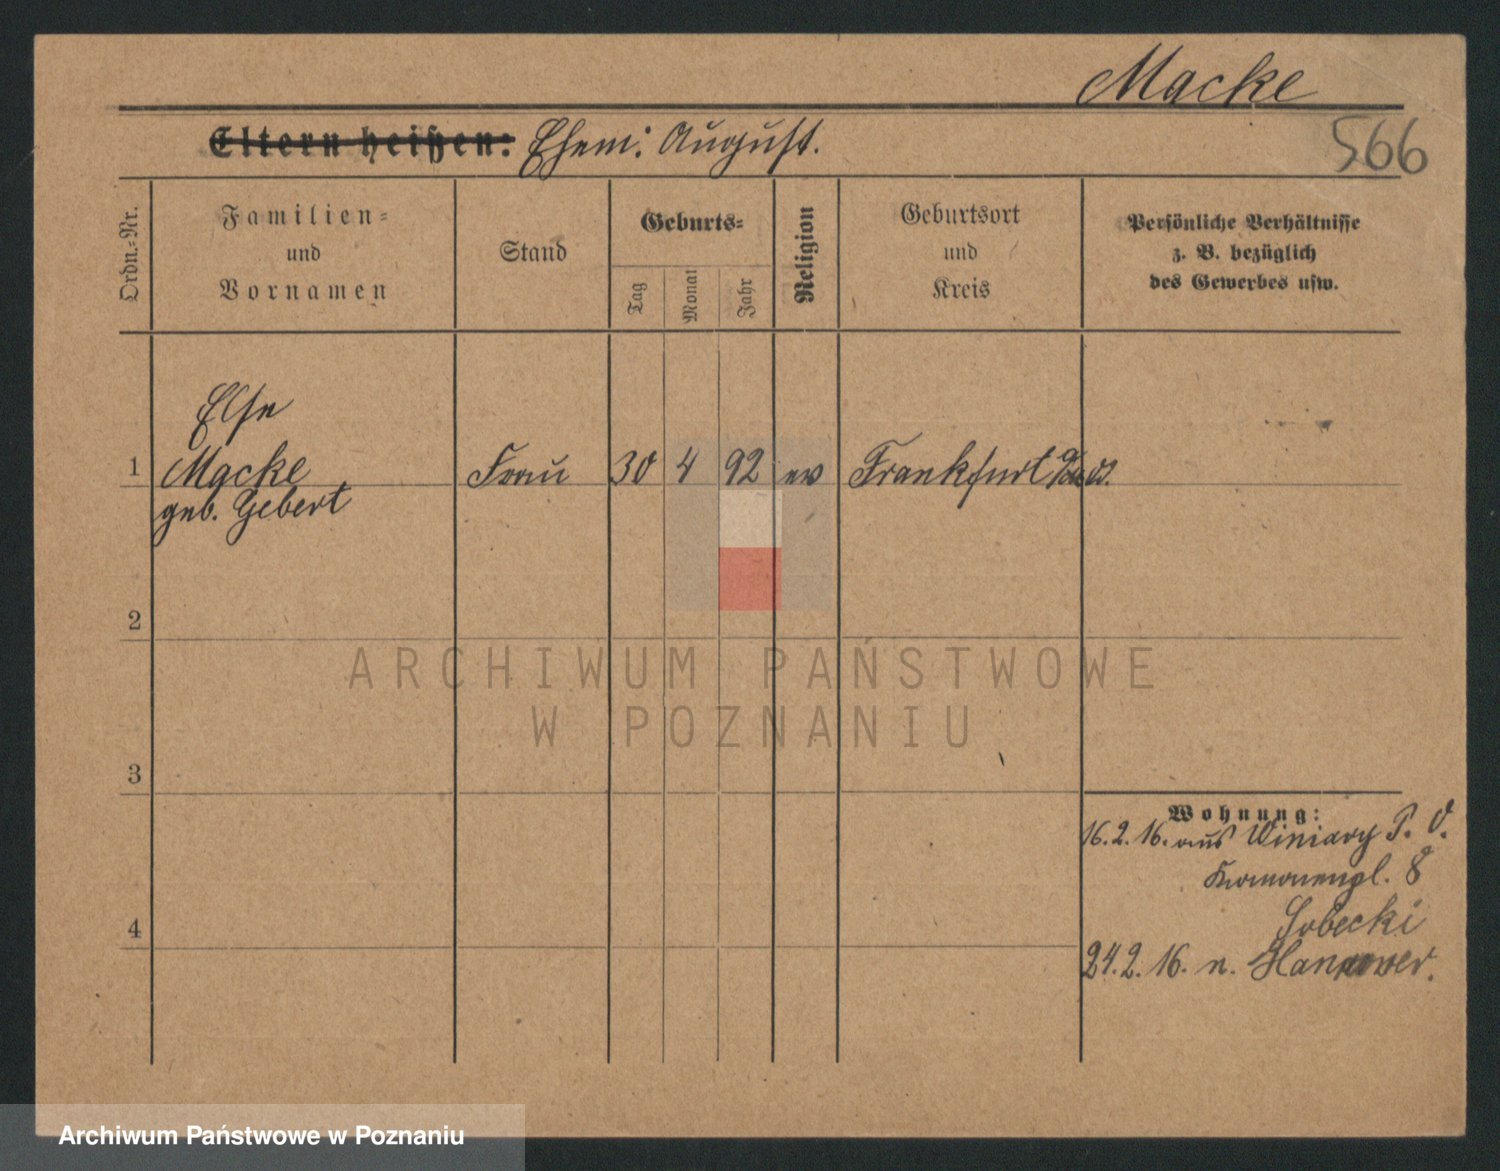 Macke
Eltern heißen: Ehem: August.
566
Ordn.-Nr.
Familien-
und
Vornamen
Stand
Geburts-
Tag
Monat
Jahr
Religion
Geburtsort
und
Kreis
Persönliche Verhältnisse
z. B. bezüglich
des Gewerbes usw.
Else
1 Macke Frau 30 4 92 ev Frankfurt
geb. Gebert
2
ARCHIWUM PAŃSTWOWE
W POZNANIU
3
Wohnung:
16.2.16. aus Winiary P. O.
8
Sobecki
4
24.2.16. n. Hannover.
Archiwum Państwowe w Poznaniu